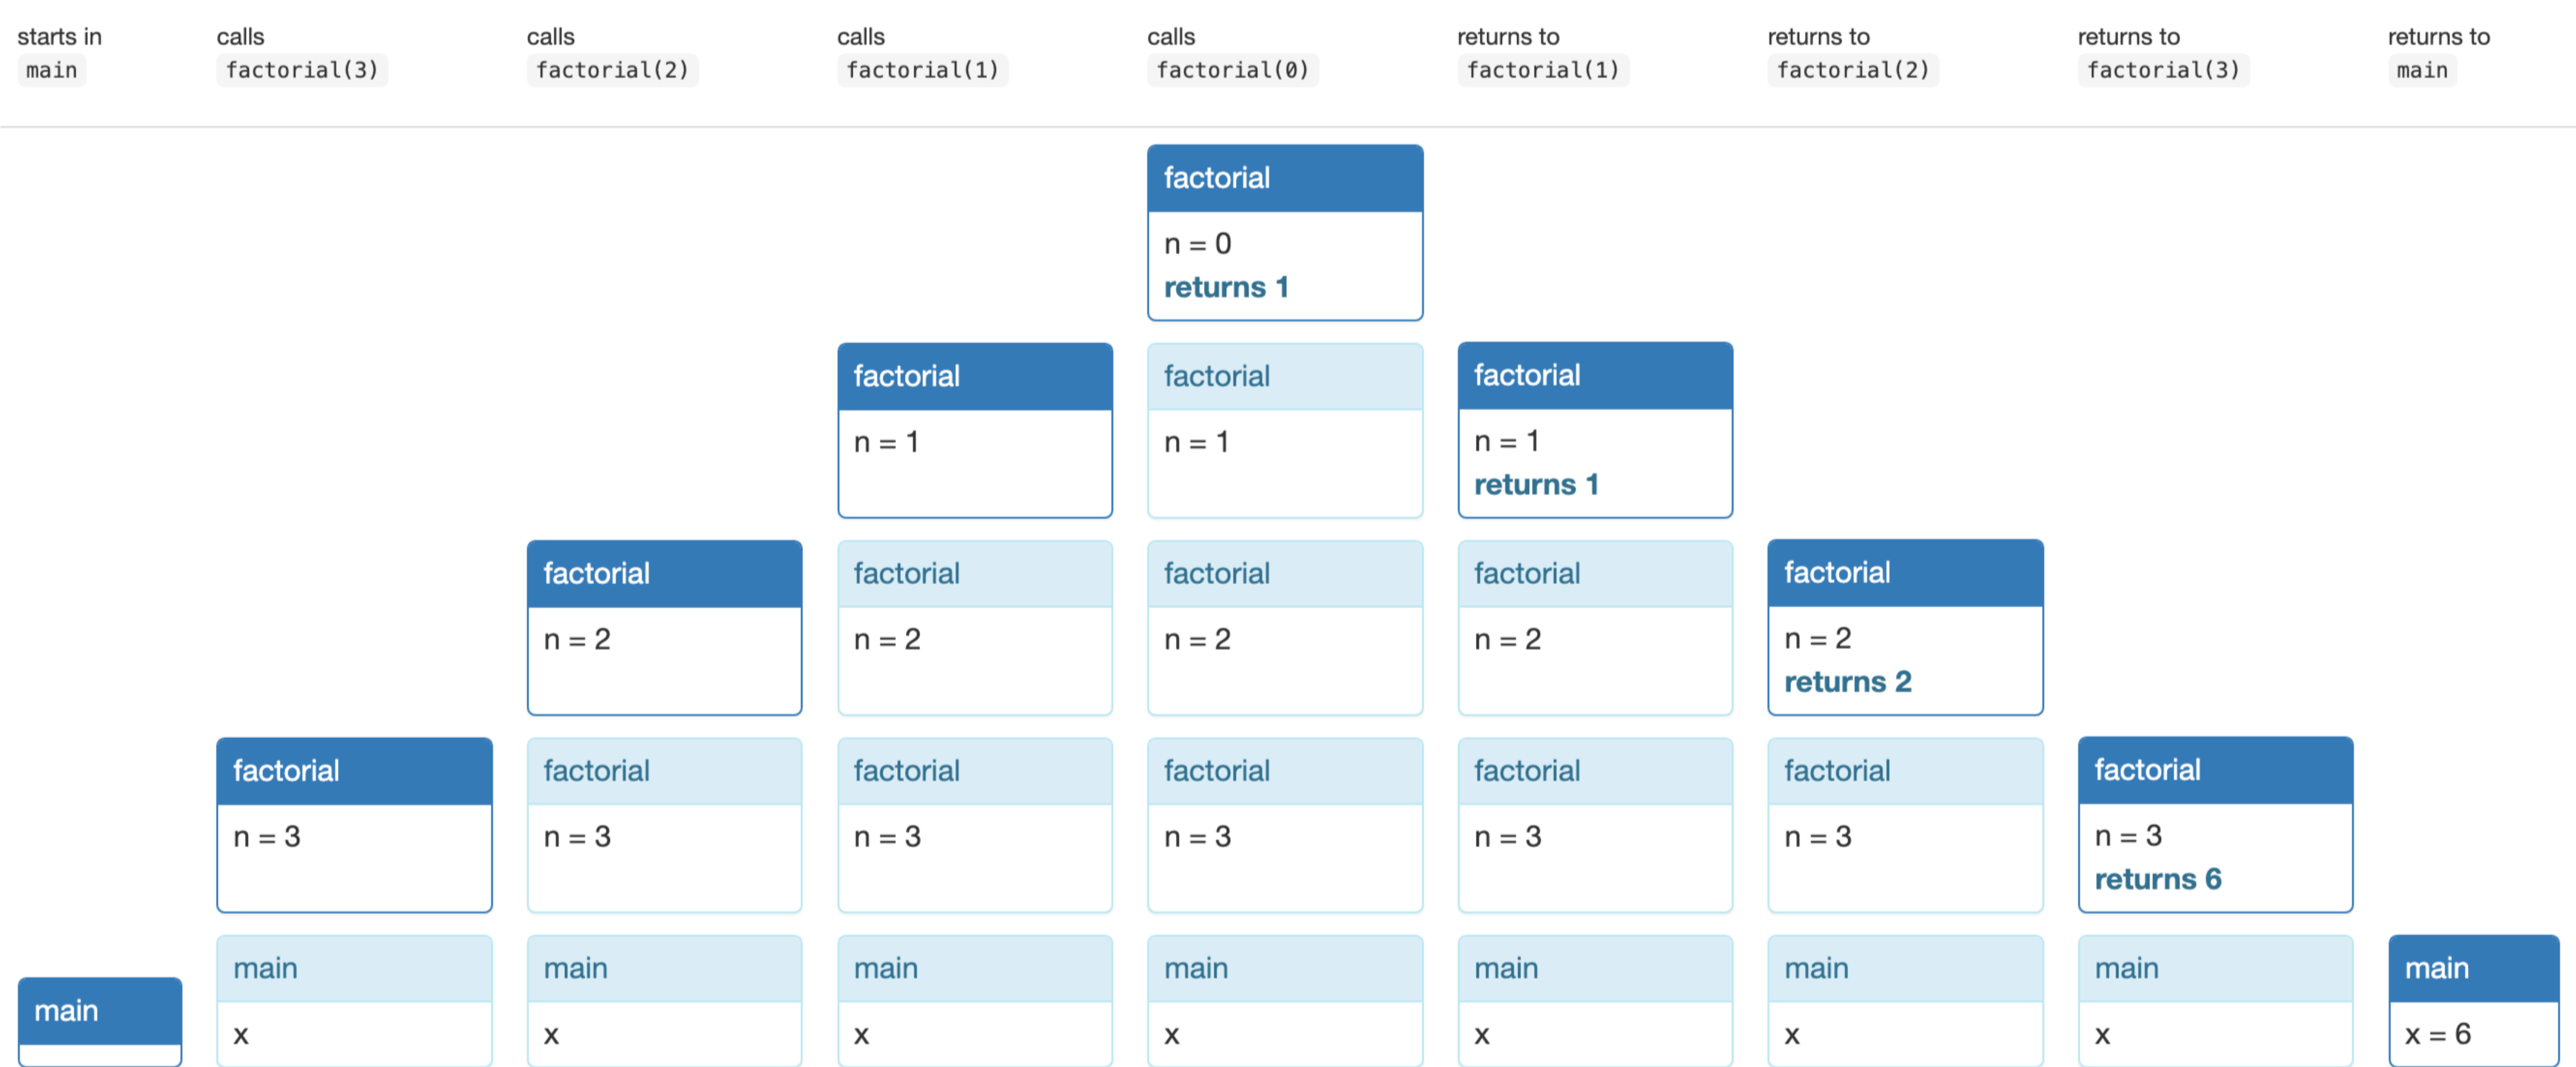 starts in
main
calls
factorial(3)
calls
factorial(2)
calls
factorial(1)
calls
factorial(0)
returns to
factorial(1)
returns to
factorial(2)
returns to
factorial(3)
returns to
main
main
factorial
n = 3
main
x
factorial
n = 2
factorial
n = 3
main
x
factorial
n = 1
factorial
n = 2
factorial
n = 3
main
x
factorial
n = 0
returns 1
factorial
n = 1
factorial
n = 2
factorial
n = 3
main
x
factorial
n = 1
returns 1
factorial
n = 2
factorial
n = 3
main
x
factorial
n = 2
returns 2
factorial
n = 3
main
x
factorial
n = 3
returns 6
main
x
main
x = 6